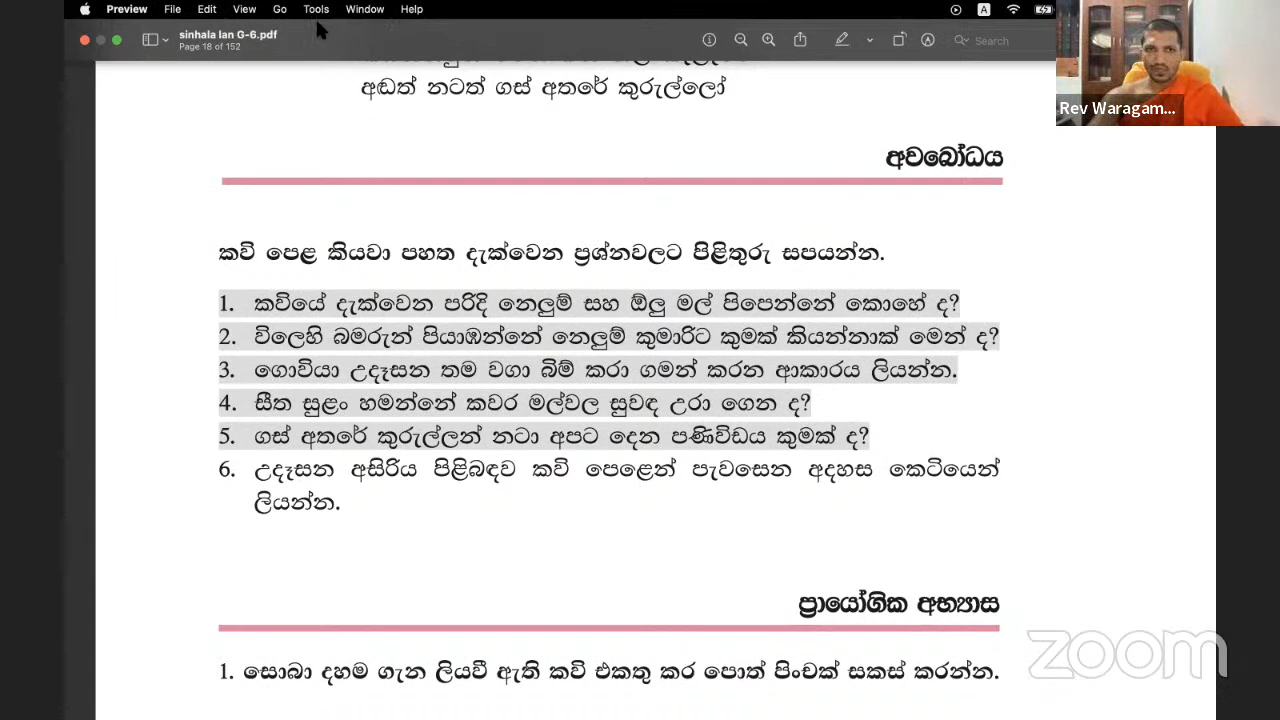 Preview File Edit View Go Tools Window Help
sinhala lan G-6.pdf
Page 18 of 152
Search
Rev Waragam...
අඬත් නටත් ගස් අතරේ කුරුල්ලෝ
අවබෝධය
කවි පෙළ කියවා පහත දැක්වෙන ප්‍රශ්නවලට පිළිතුරු සපයන්න.
1. කවියේ දැක්වෙන පරිදි නෙලුම් සහ ඕලු මල් පිපෙන්නේ කොහේ ද?
2. විලෙහි බමරුන් පියාඹන්නේ නෙලුම් කුමාරිට කුමක් කියන්නාක් මෙන් ද?
3. ගොවියා උදෑසන තම වගා බිම් කරා ගමන් කරන ආකාරය ලියන්න.
4. සීත සුළං හමන්නේ කවර මල්වල සුවඳ උරා ගෙන ද?
5. ගස් අතරේ කුරුල්ලන් නටා අපට දෙන පණිවිඩය කුමක් ද?
6. උදෑසන අසිරිය පිළිබඳව කවි පෙළෙන් පැවසෙන අදහස කෙටියෙන්
ලියන්න.
ප්‍රායෝගික අභ්‍යාස
1. සොබා දහම ගැන ලියවී ඇති කවි එකතු කර පොත් පිංචක් සකස් කරන්න.
zoom